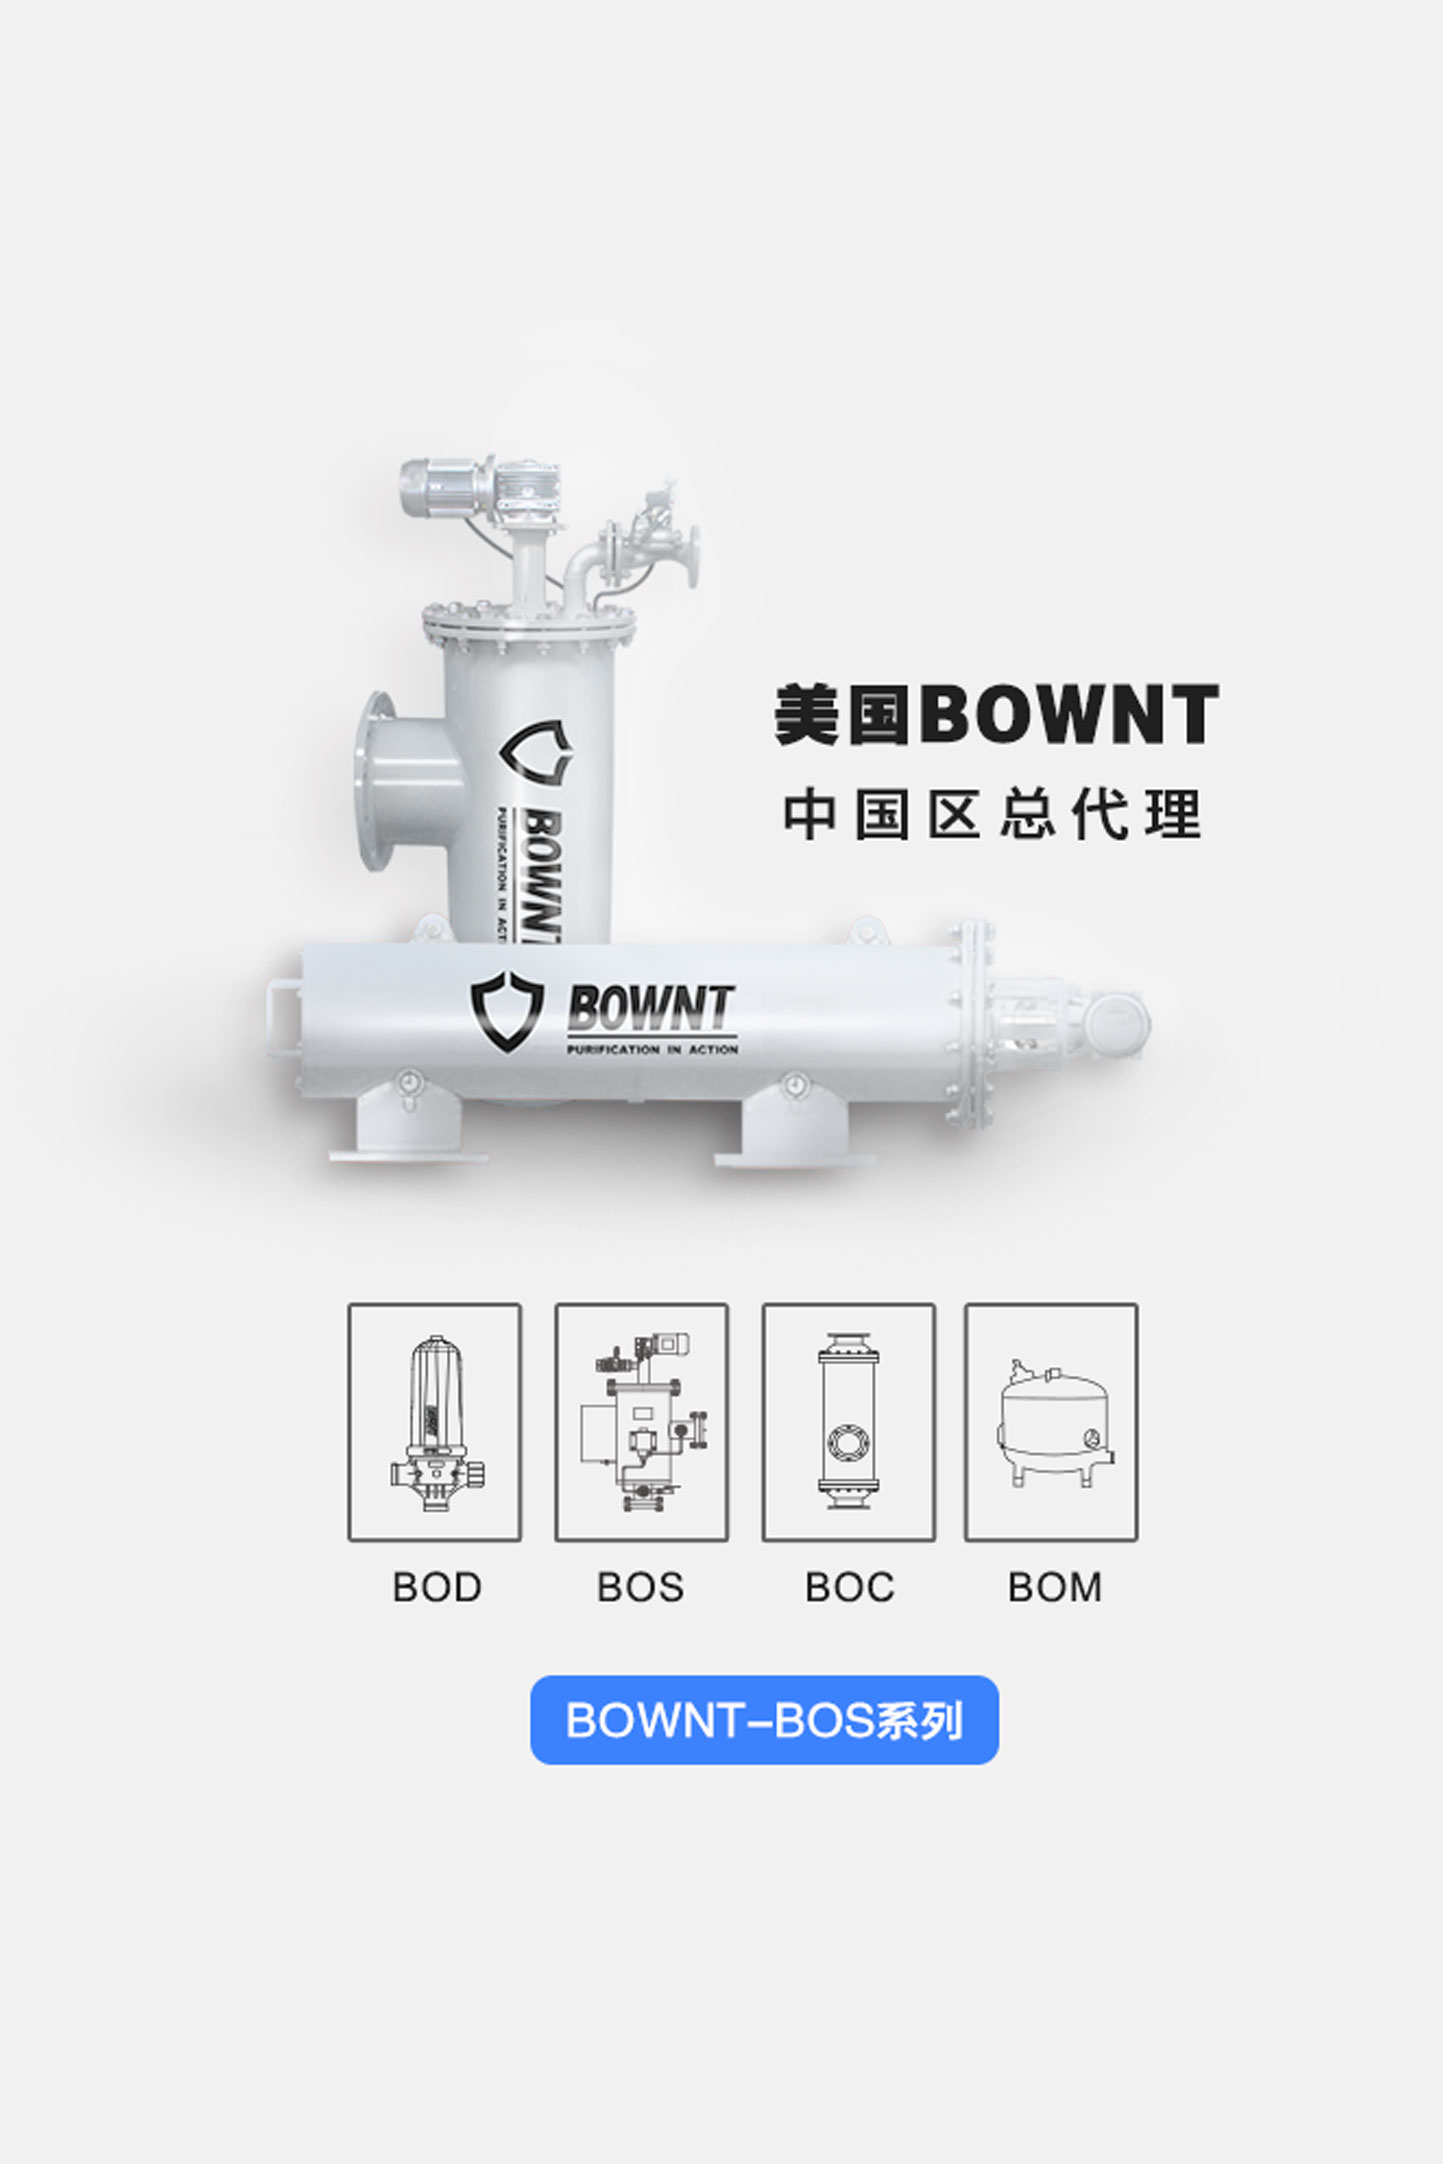 美国BOWNT
中国区总代理
BOWNT
PURIFICATION IN
BOWNT
PURIFICATION IN ACTION
BOD
BOS
BOC
BOM
BOWNT-BOS系列